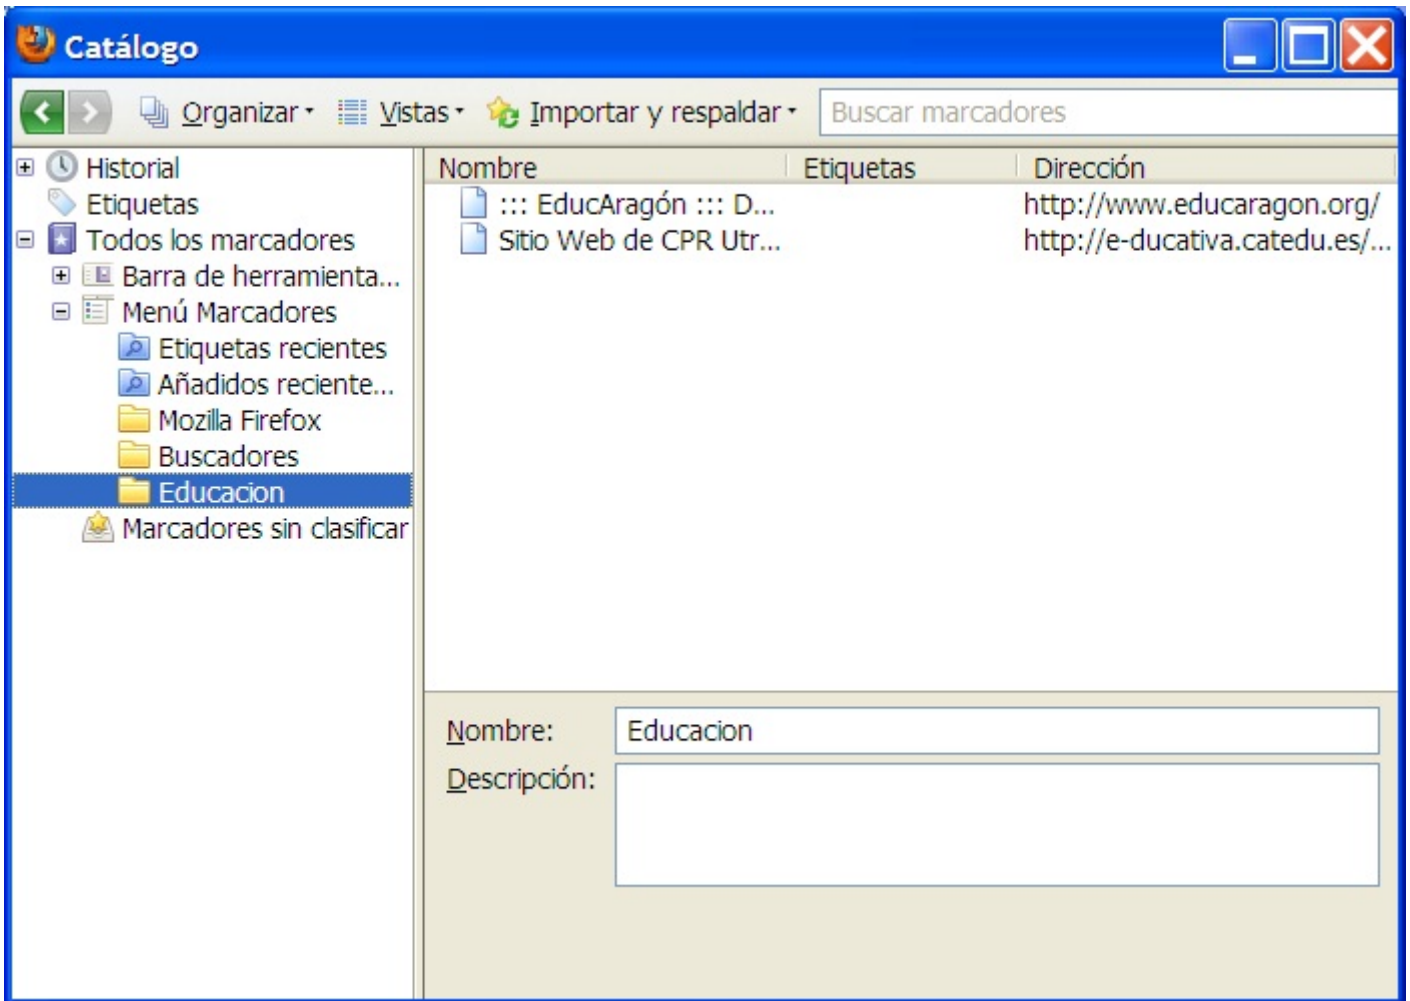 Catálogo
Organizar Vistas Importar y respaldar Buscar marcadores
Historial
Etiquetas
Todos los marcadores
Barra de herramienta...
Menú Marcadores
Etiquetas recientes
Añadidos reciente...
Mozilla Firefox
Buscadores
Educacion
Marcadores sin clasificar
Nombre Etiquetas Dirección
::: EducAragón ::: D... http://www.educaragon.org/
Sitio Web de CPR Utr... http://e-ducativa.catedu.es/...
Nombre: Educacion
Descripción: